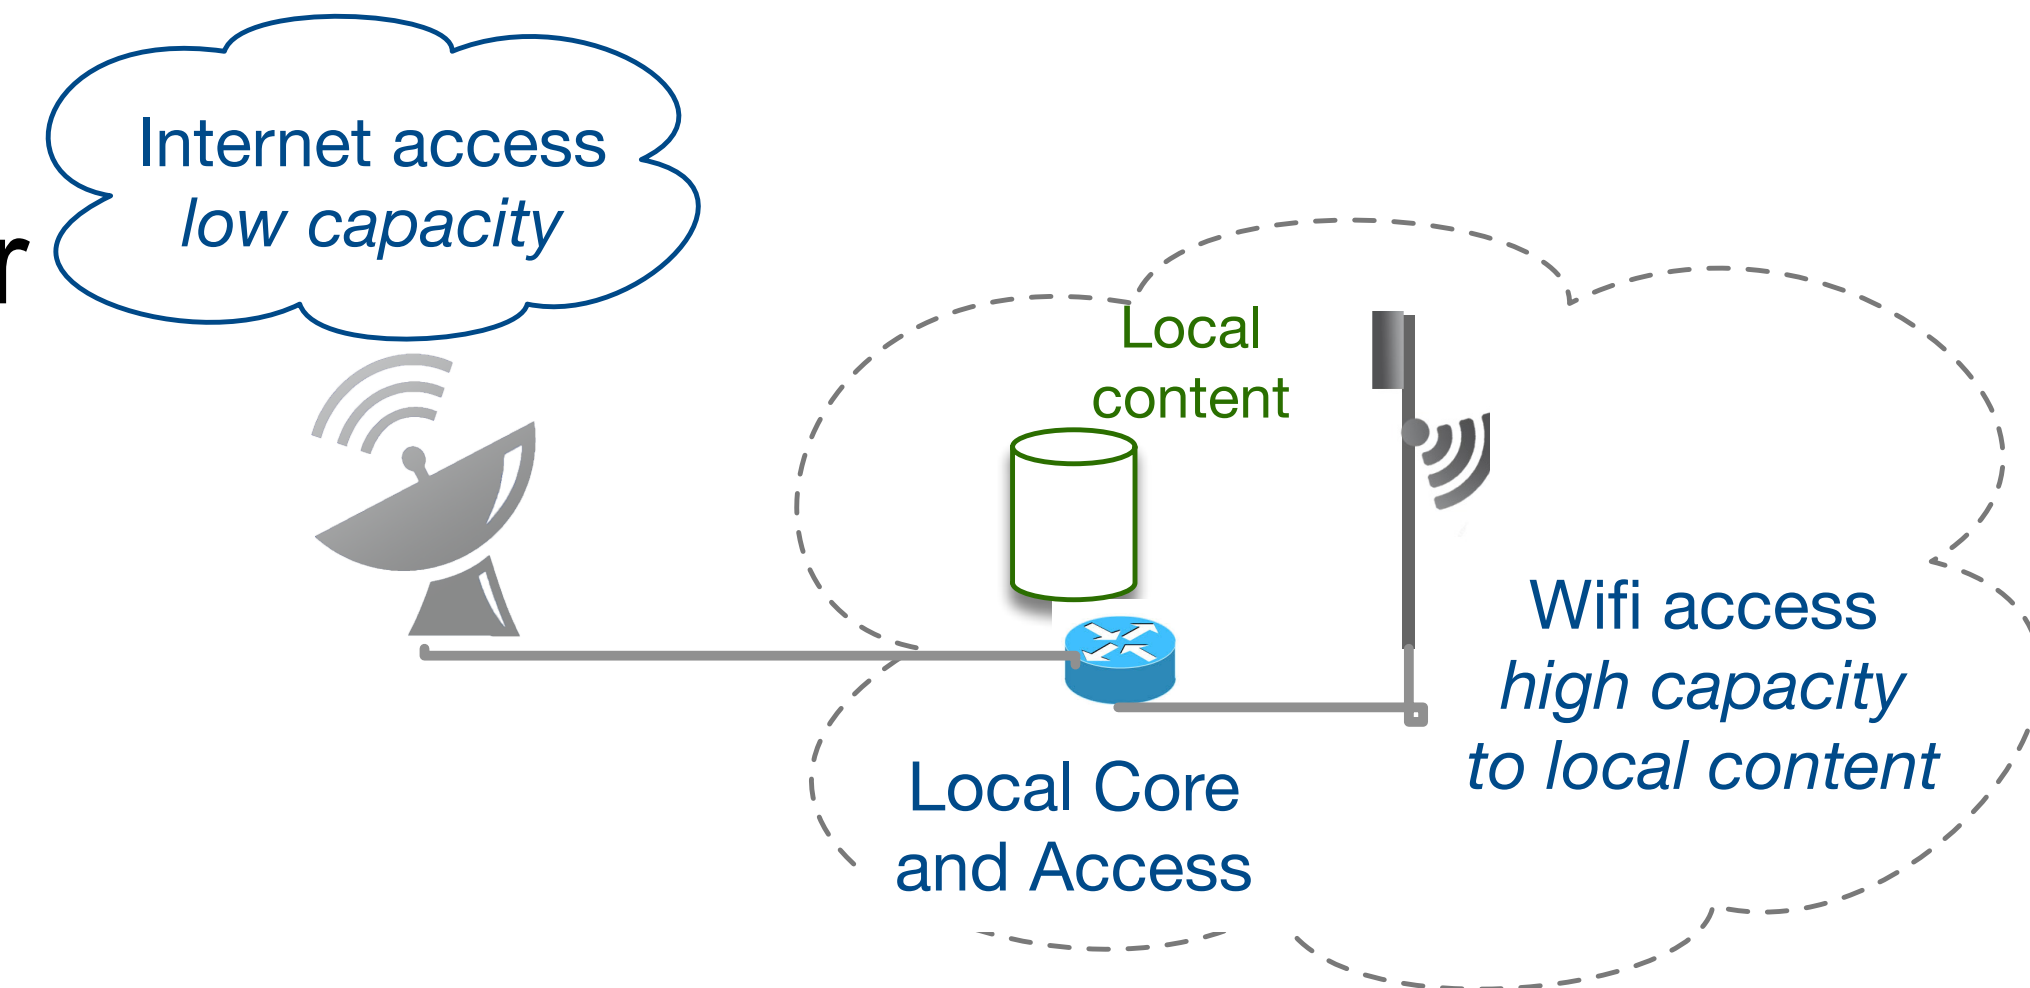 Internet access
low capacity
r
Local
content
Wifi access
high capacity
to local content
Local Core
and Access